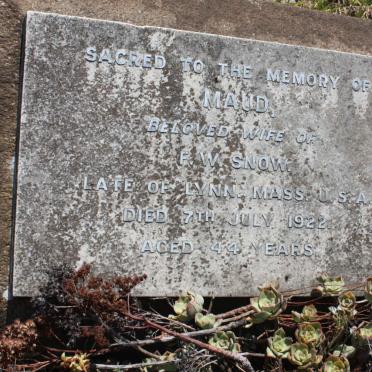 SACRED TO THE MEMORY OF
MAUD,
BELOVED WIFE OF
F. W. SNOW.
LATE OF LYNN, MASS. U.S.A.
DIED 7TH JULY 1922.
AGED 44 YEARS.